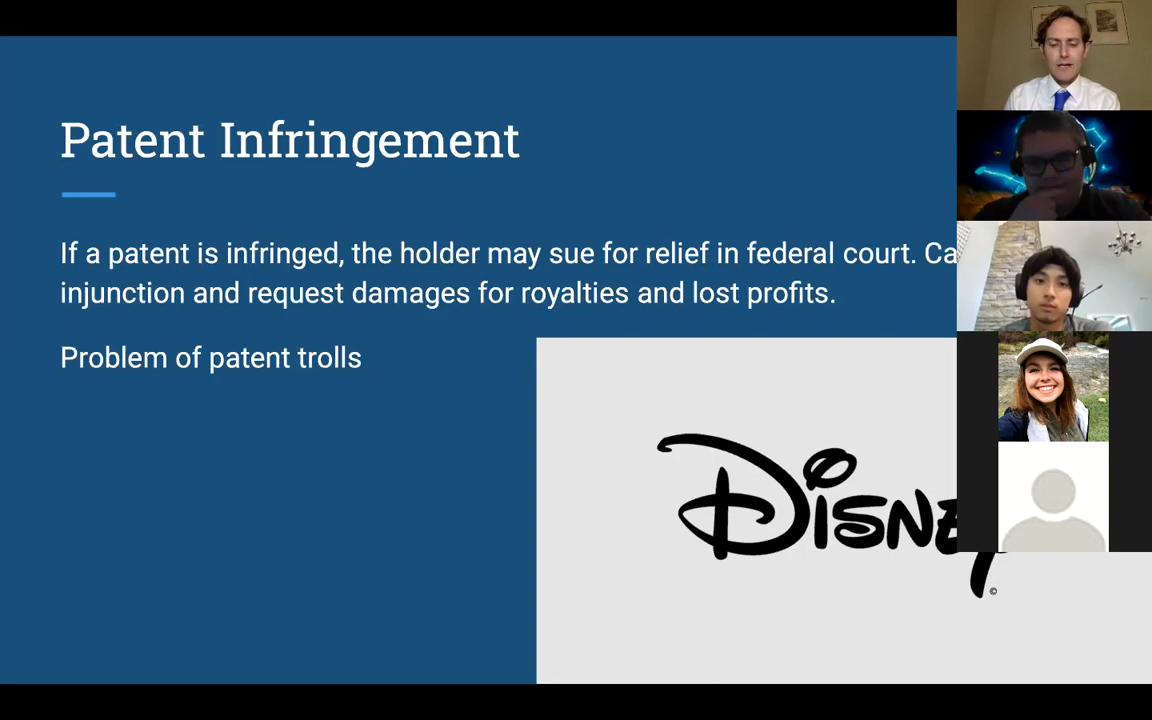 Patent Infringement
If a patent is infringed, the holder may sue for relief in federal court. Ca
injunction and request damages for royalties and lost profits.
Problem of patent trolls
Disney
©